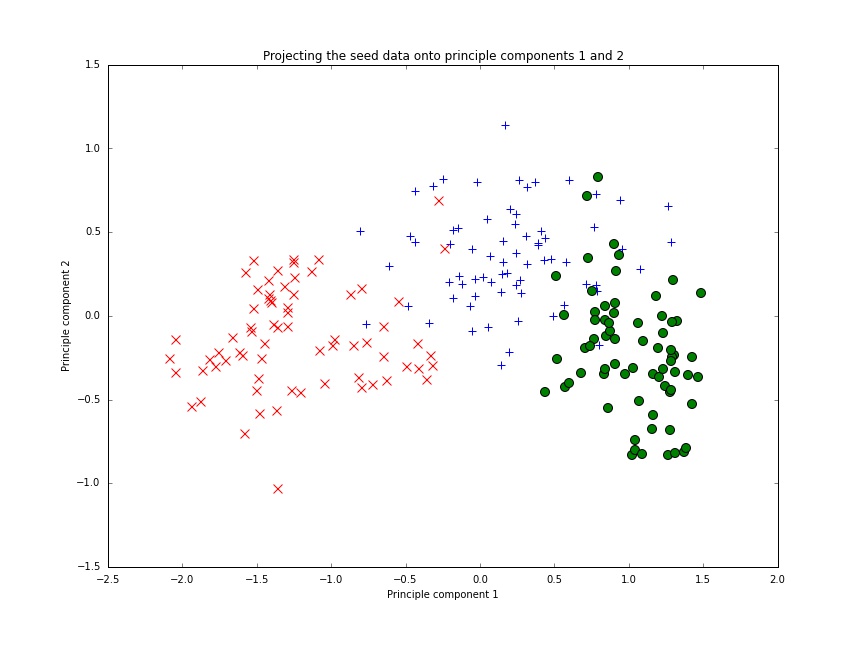 Projecting the seed data onto principle components 1 and 2
1.5
1.0
0.5
0.0
−0.5
−1.0
−1.5
Principle component 2
−2.5 −2.0 −1.5 −1.0 −0.5 0.0 0.5 1.0 1.5 2.0
Principle component 1